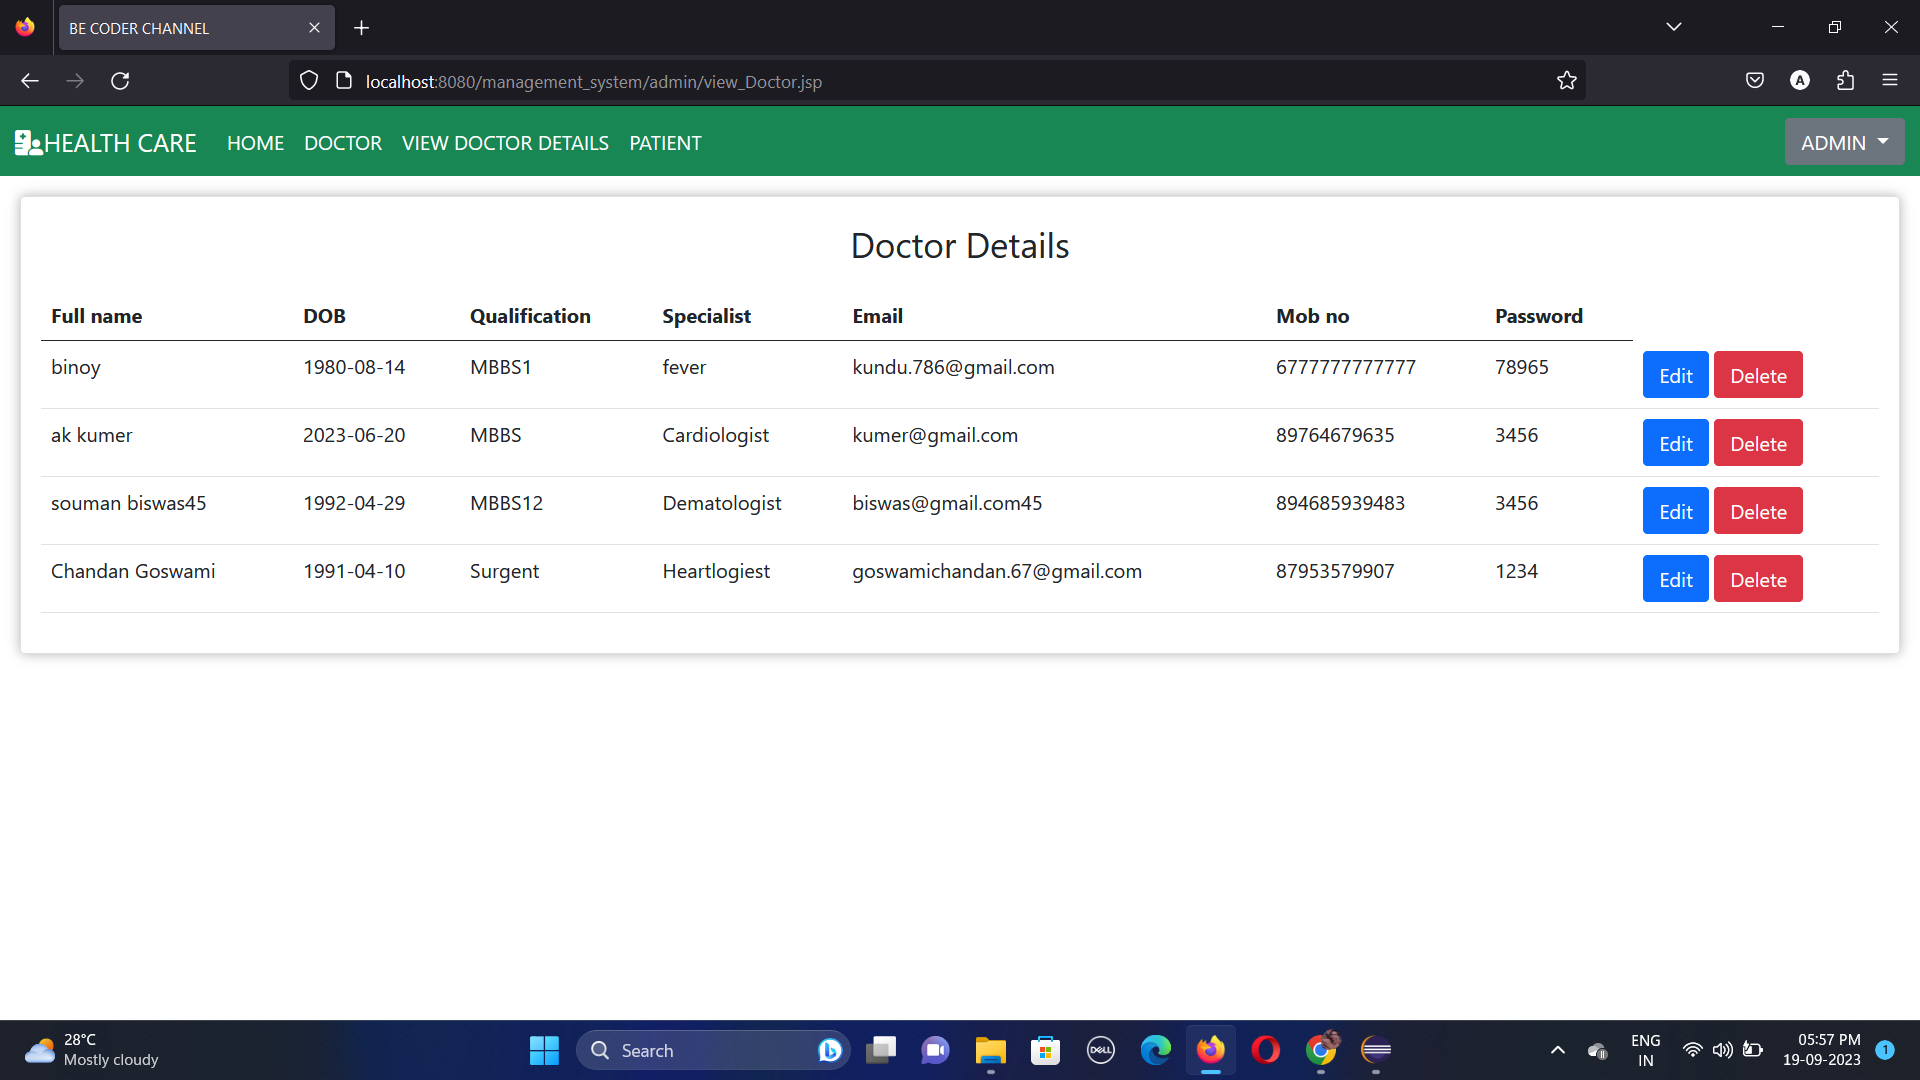 BE CODER CHANNEL
localhost:8080/management_system/admin/view_Doctor.jsp
A
HEALTH CARE HOME DOCTOR VIEW DOCTOR DETAILS PATIENT ADMIN
Doctor Details
Full name DOB Qualification Specialist Email Mob no Password
binoy 1980-08-14 MBBS1 fever kundu.786@gmail.com 6777777777777 78965 Edit Delete
ak kumer 2023-06-20 MBBS Cardiologist kumer@gmail.com 89764679635 3456 Edit Delete
souman biswas45 1992-04-29 MBBS12 Dematologist biswas@gmail.com45 894685939483 3456 Edit Delete
Chandan Goswami 1991-04-10 Surgent Heartlogiest goswamichandan.67@gmail.com 87953579907 1234 Edit Delete
28°C
Mostly cloudy
Search
DELL
ENG
IN
05:57 PM
19-09-2023
1